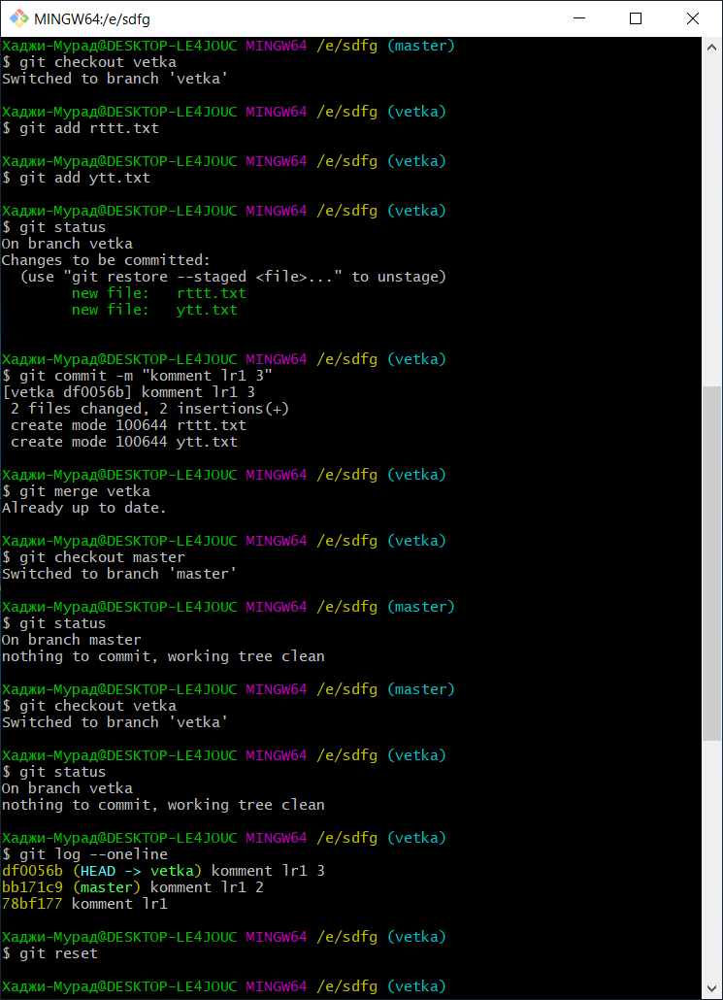 MINGW64:/e/sdfg
Хаджи-Мурад@DESKTOP-LE4JOUC MINGW64 /e/sdfg (master)
$ git checkout vetka
Switched to branch 'vetka'
Хаджи-Мурад@DESKTOP-LE4JOUC MINGW64 /e/sdfg (vetka)
$ git add rttt.txt
Хаджи-Мурад@DESKTOP-LE4JOUC MINGW64 /e/sdfg (vetka)
$ git add ytt.txt
Хаджи-Мурад@DESKTOP-LE4JOUC MINGW64 /e/sdfg (vetka)
$ git status
On branch vetka
Changes to be committed:
  (use "git restore --staged <file>..." to unstage)
        new file:   rttt.txt
        new file:   ytt.txt
Хаджи-Мурад@DESKTOP-LE4JOUC MINGW64 /e/sdfg (vetka)
$ git commit -m "komment lr1 3"
[vetka df0056b] komment lr1 3
 2 files changed, 2 insertions(+)
 create mode 100644 rttt.txt
 create mode 100644 ytt.txt
Хаджи-Мурад@DESKTOP-LE4JOUC MINGW64 /e/sdfg (vetka)
$ git merge vetka
Already up to date.
Хаджи-Мурад@DESKTOP-LE4JOUC MINGW64 /e/sdfg (vetka)
$ git checkout master
Switched to branch 'master'
Хаджи-Мурад@DESKTOP-LE4JOUC MINGW64 /e/sdfg (master)
$ git status
On branch master
nothing to commit, working tree clean
Хаджи-Мурад@DESKTOP-LE4JOUC MINGW64 /e/sdfg (master)
$ git checkout vetka
Switched to branch 'vetka'
Хаджи-Мурад@DESKTOP-LE4JOUC MINGW64 /e/sdfg (vetka)
$ git status
On branch vetka
nothing to commit, working tree clean
Хаджи-Мурад@DESKTOP-LE4JOUC MINGW64 /e/sdfg (vetka)
$ git log --oneline
df0056b (HEAD -> vetka) komment lr1 3
bb171c9 (master) komment lr1 2
78bf177 komment lr1
Хаджи-Мурад@DESKTOP-LE4JOUC MINGW64 /e/sdfg (vetka)
$ git reset
Хаджи-Мурад@DESKTOP-LE4JOUC MINGW64 /e/sdfg (vetka)